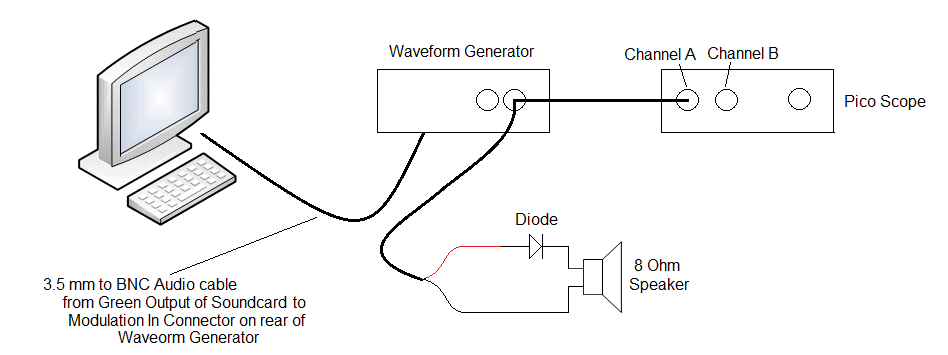 Waveform Generator
Channel A
Channel B
Pico Scope
Diode
8 Ohm
Speaker
3.5 mm to BNC Audio cable
from Green Output of Soundcard to
Modulation In Connector on rear of
Waveorm Generator